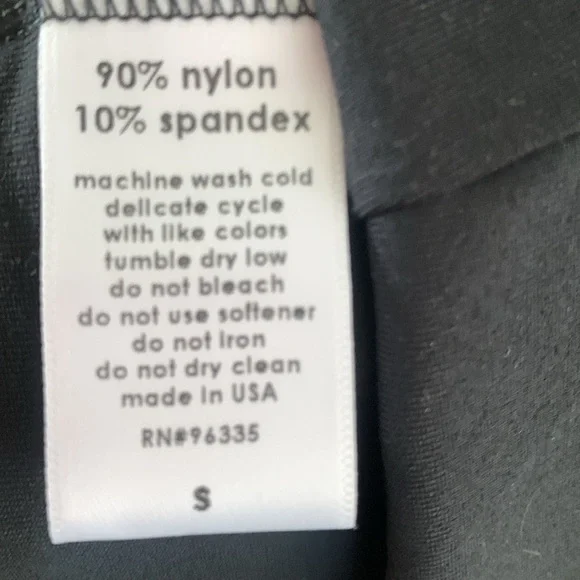 90% nylon
10% spandex
machine wash cold
delicate cycle
with like colors
tumble dry low
do not bleach
do not use softener
do not iron
do not dry clean
made in USA
RN#96335
S